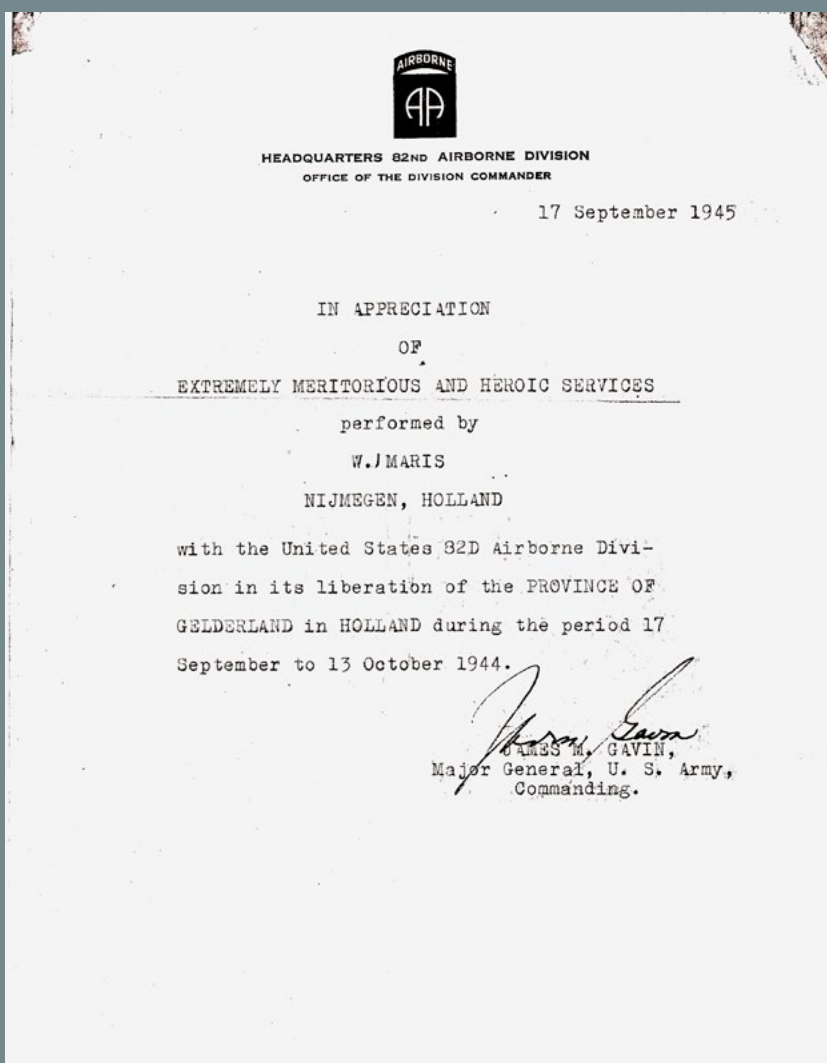 AIRBORNE
AA
HEADQUARTERS 82ND AIRBORNE DIVISION
OFFICE OF THE DIVISION COMMANDER
17 September 1945
IN APPRECIATION
OF
EXTREMELY MERITORIOUS AND HEROIC SERVICES
performed by
W.J MARIS
NIJMEGEN, HOLLAND
with the United States 82D Airborne Divi-
sion in its liberation of the PROVINCE OF
GELDERLAND in HOLLAND during the period 17
September to 13 October 1944.
James Gavin
JAMES M. GAVIN,
Major General, U. S. Army,
Commanding.